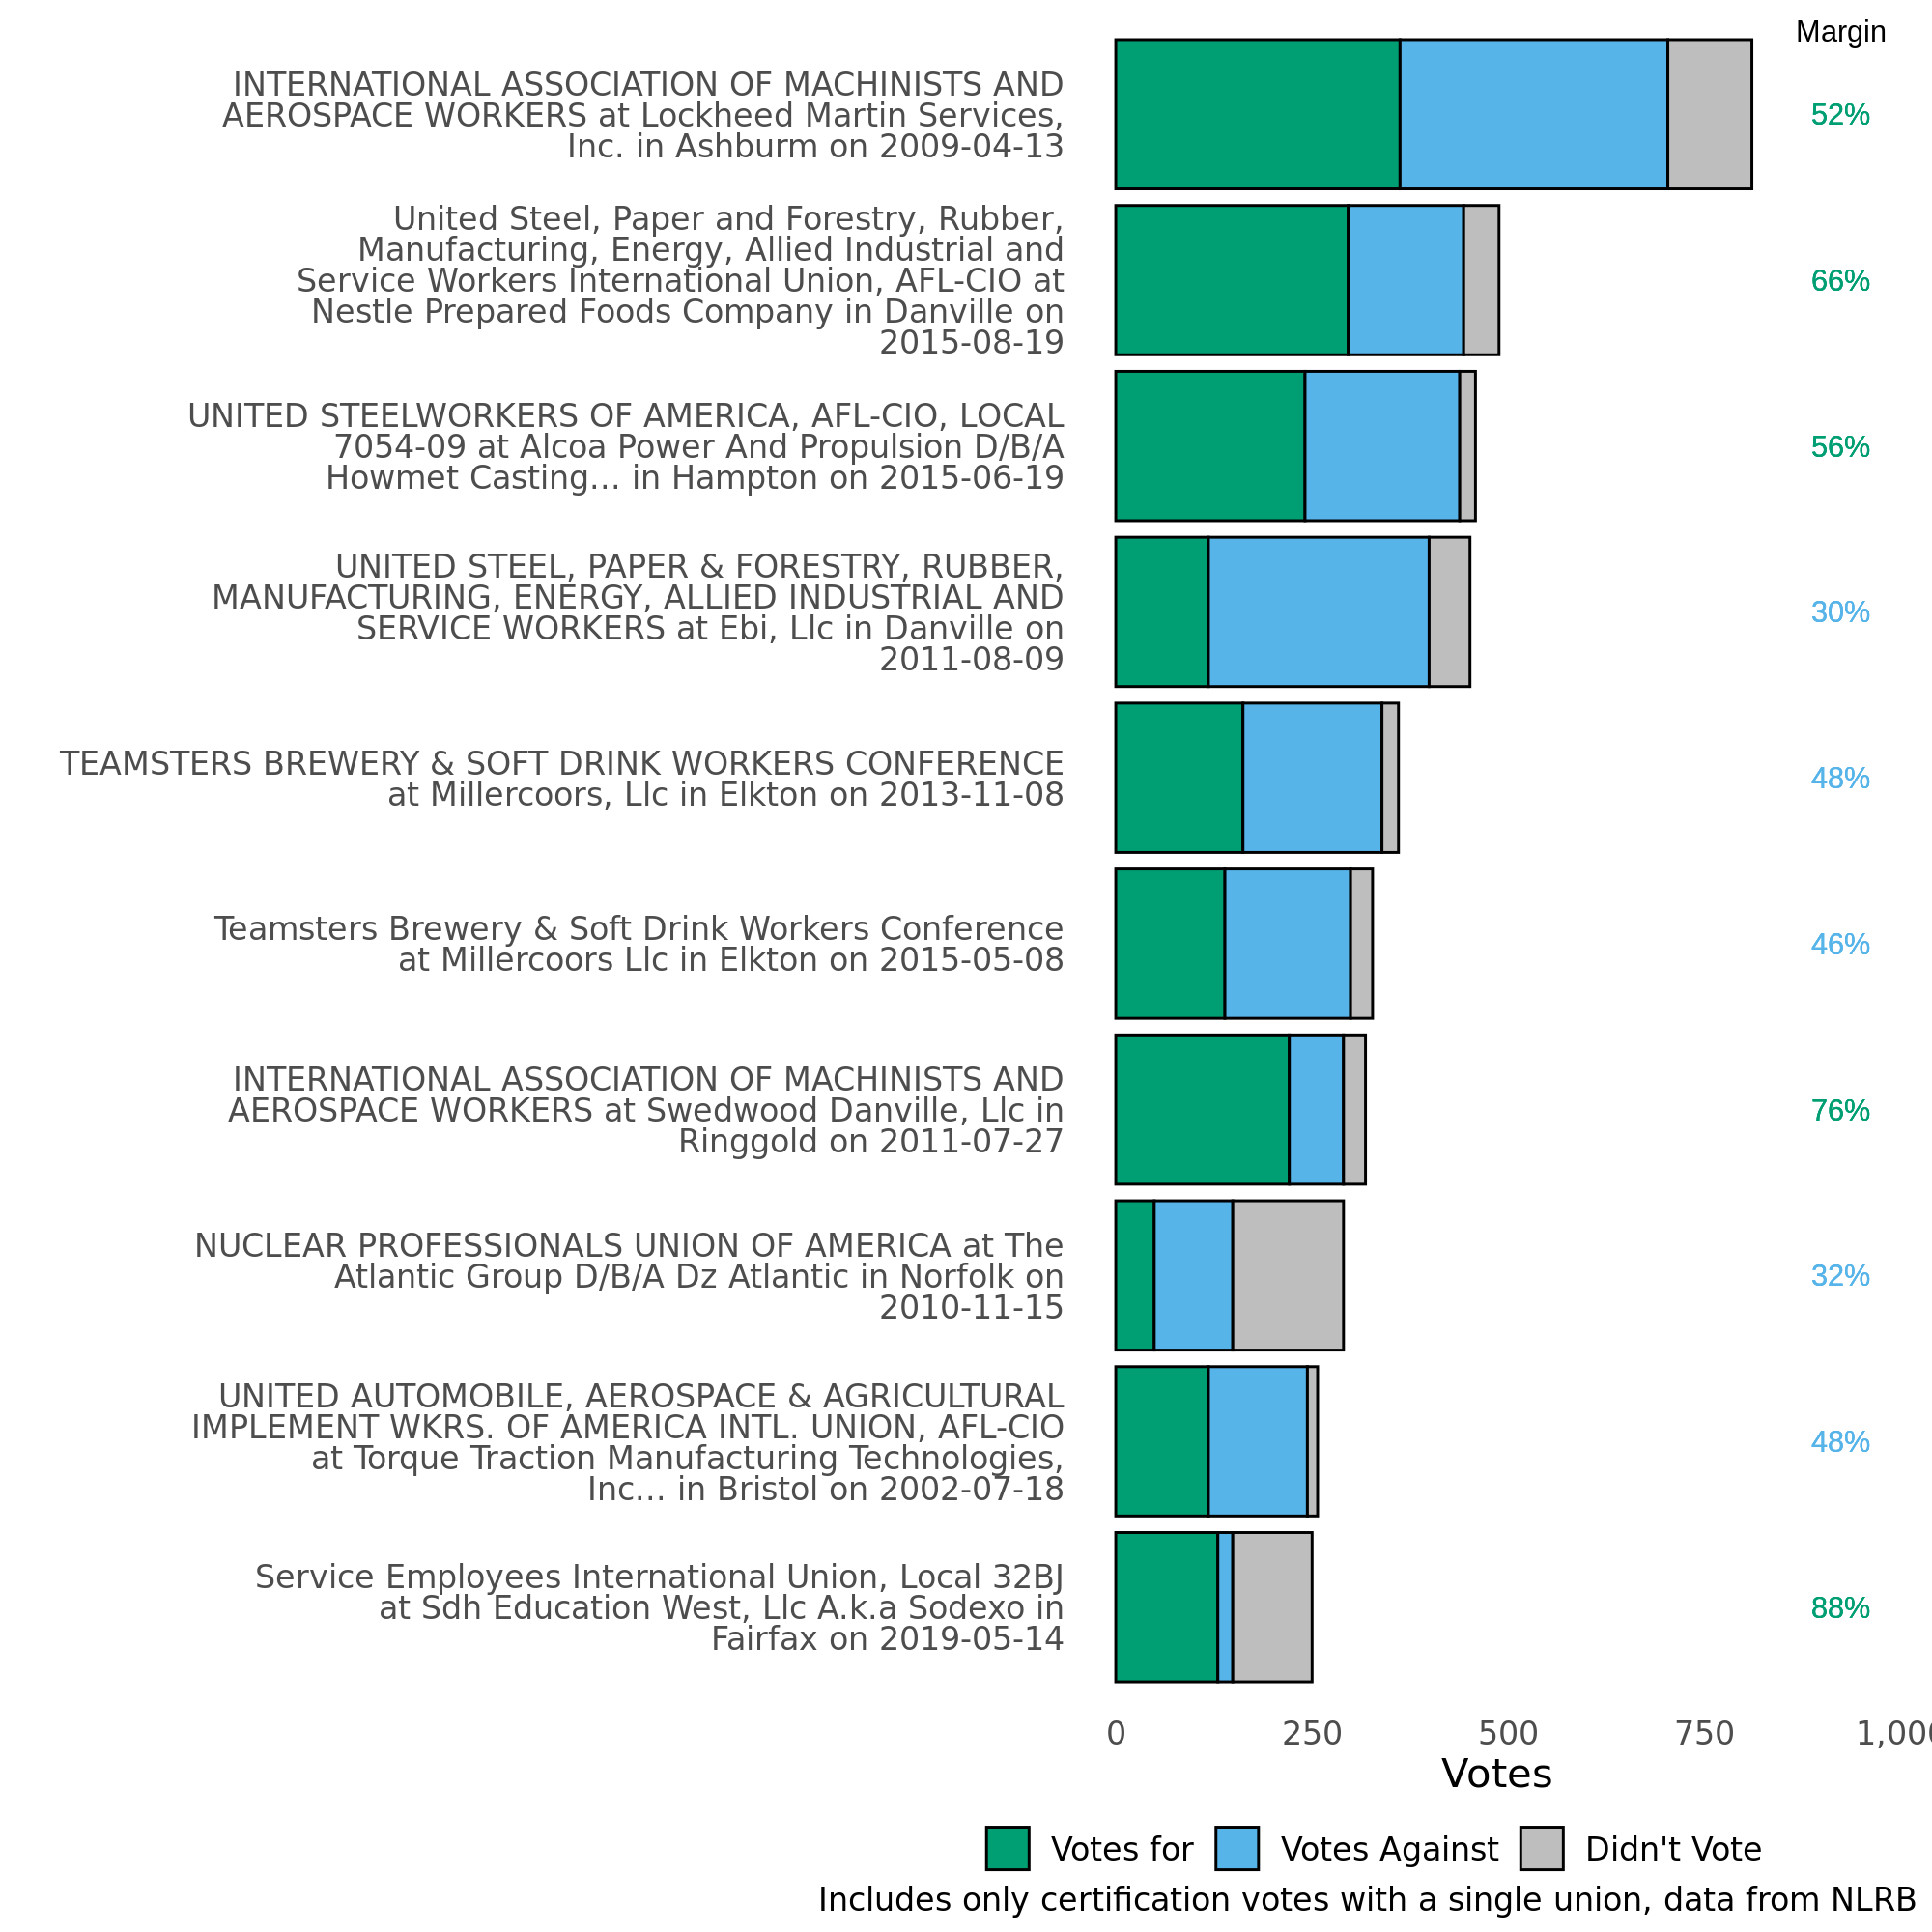 Margin
INTERNATIONAL ASSOCIATION OF MACHINISTS AND
AEROSPACE WORKERS at Lockheed Martin Services,
Inc. in Ashburm on 2009-04-13
52%
United Steel, Paper and Forestry, Rubber,
Manufacturing, Energy, Allied Industrial and
Service Workers International Union, AFL-CIO at
Nestle Prepared Foods Company in Danville on
2015-08-19
66%
UNITED STEELWORKERS OF AMERICA, AFL-CIO, LOCAL
7054-09 at Alcoa Power And Propulsion D/B/A
Howmet Casting... in Hampton on 2015-06-19
56%
UNITED STEEL, PAPER & FORESTRY, RUBBER,
MANUFACTURING, ENERGY, ALLIED INDUSTRIAL AND
SERVICE WORKERS at Ebi, Llc in Danville on
2011-08-09
30%
TEAMSTERS BREWERY & SOFT DRINK WORKERS CONFERENCE
at Millercoors, Llc in Elkton on 2013-11-08
48%
Teamsters Brewery & Soft Drink Workers Conference
at Millercoors Llc in Elkton on 2015-05-08
46%
INTERNATIONAL ASSOCIATION OF MACHINISTS AND
AEROSPACE WORKERS at Swedwood Danville, Llc in
Ringgold on 2011-07-27
76%
NUCLEAR PROFESSIONALS UNION OF AMERICA at The
Atlantic Group D/B/A Dz Atlantic in Norfolk on
2010-11-15
32%
UNITED AUTOMOBILE, AEROSPACE & AGRICULTURAL
IMPLEMENT WKRS. OF AMERICA INTL. UNION, AFL-CIO
at Torque Traction Manufacturing Technologies,
Inc... in Bristol on 2002-07-18
48%
Service Employees International Union, Local 32BJ
at Sdh Education West, Llc A.k.a Sodexo in
Fairfax on 2019-05-14
88%
0 250 500 750
Votes
Votes for Votes Against Didn't Vote
Includes only certification votes with a single union, data from NLRB